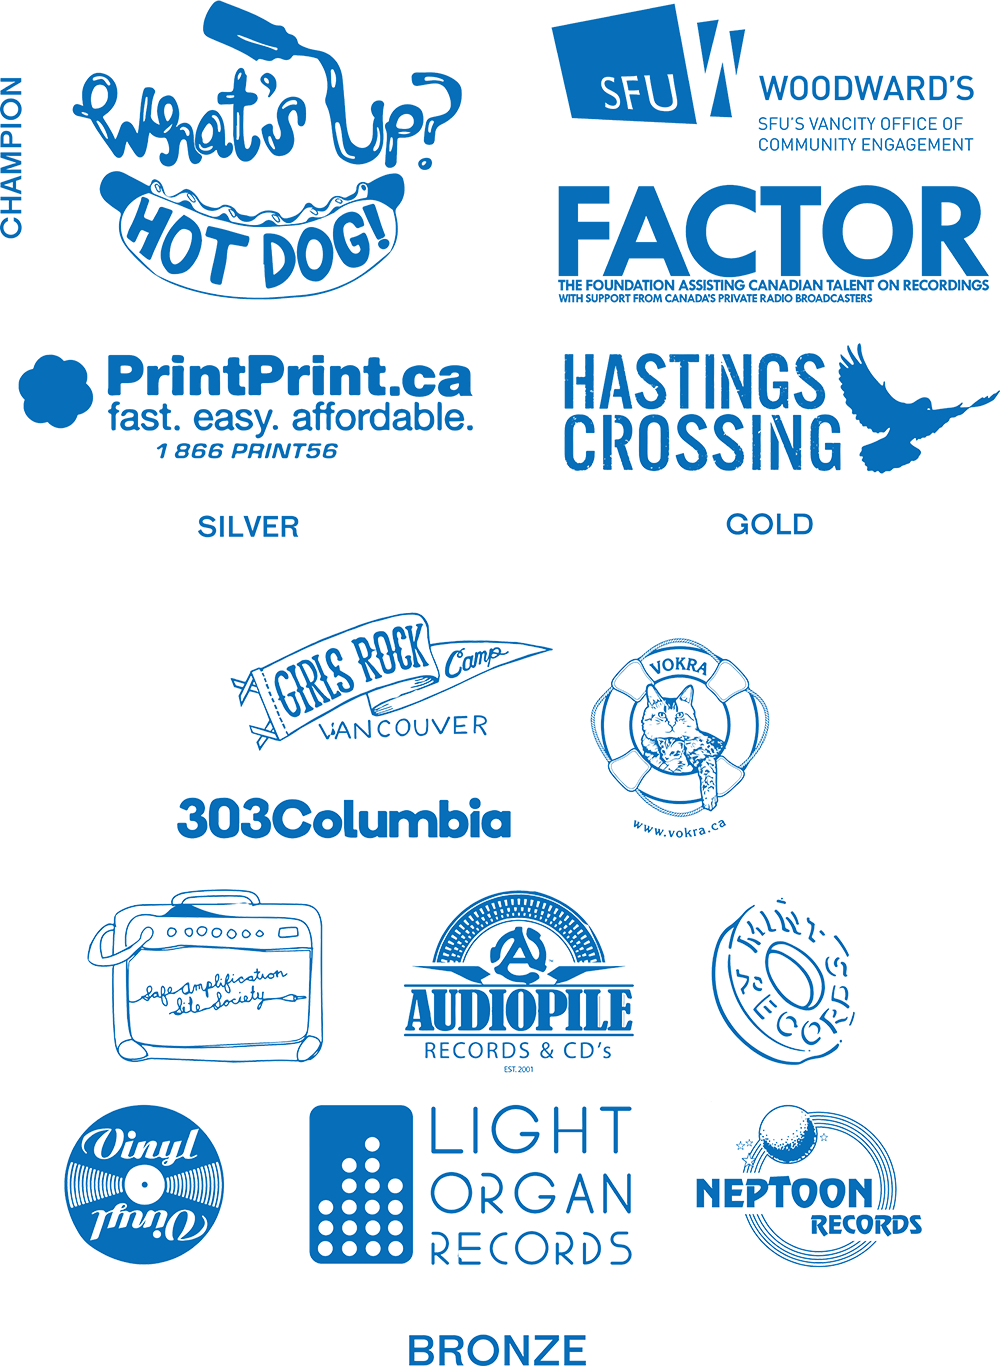 CHAMPION
What's Up?
HOT DOG!
SFU W
WOODWARD'S
SFU'S VANCITY OFFICE OF
COMMUNITY ENGAGEMENT
FACTOR
THE FOUNDATION ASSISTING CANADIAN TALENT ON RECORDINGS
WITH SUPPORT FROM CANADA'S PRIVATE RADIO BROADCASTERS
PrintPrint.ca
fast. easy. affordable.
1 866 PRINT56
SILVER
HASTINGS
CROSSING
GOLD
GIRLS ROCK
Camp
VANCOUVER
VOKRA
www.vokra.ca
303Columbia
Safe Amplification
Site Society
AUDIOPILE
RECORDS & CD's
EST. 2001
MINT
RECORDS
Vinyl
Vinyl
LIGHT
ORGAN
RECORDS
NEPTOON
RECORDS
BRONZE